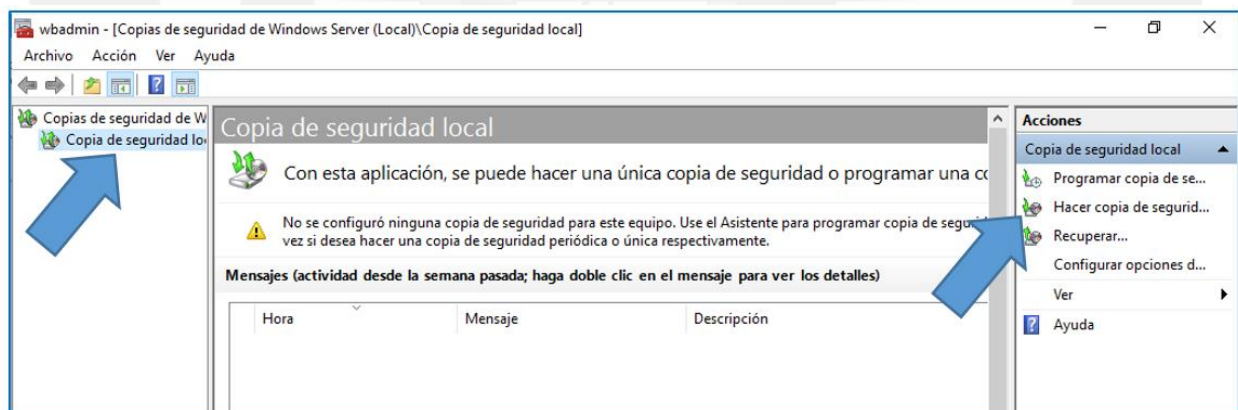 wbadmin - [Copias de seguridad de Windows Server (Local)\Copia de seguridad local]
Archivo Acción Ver Ayuda
Copias de seguridad de W
Copia de seguridad lo
Copia de seguridad local
Con esta aplicación, se puede hacer una única copia de seguridad o programar una co
No se configuró ninguna copia de seguridad para este equipo. Use el Asistente para programar copia de segu
vez si desea hacer una copia de seguridad periódica o única respectivamente.
Mensajes (actividad desde la semana pasada; haga doble clic en el mensaje para ver los detalles)
Hora Mensaje Descripción
Acciones
Copia de seguridad local
Programar copia de se...
Hacer copia de segurid...
Recuperar...
Configurar opciones d...
Ver
Ayuda